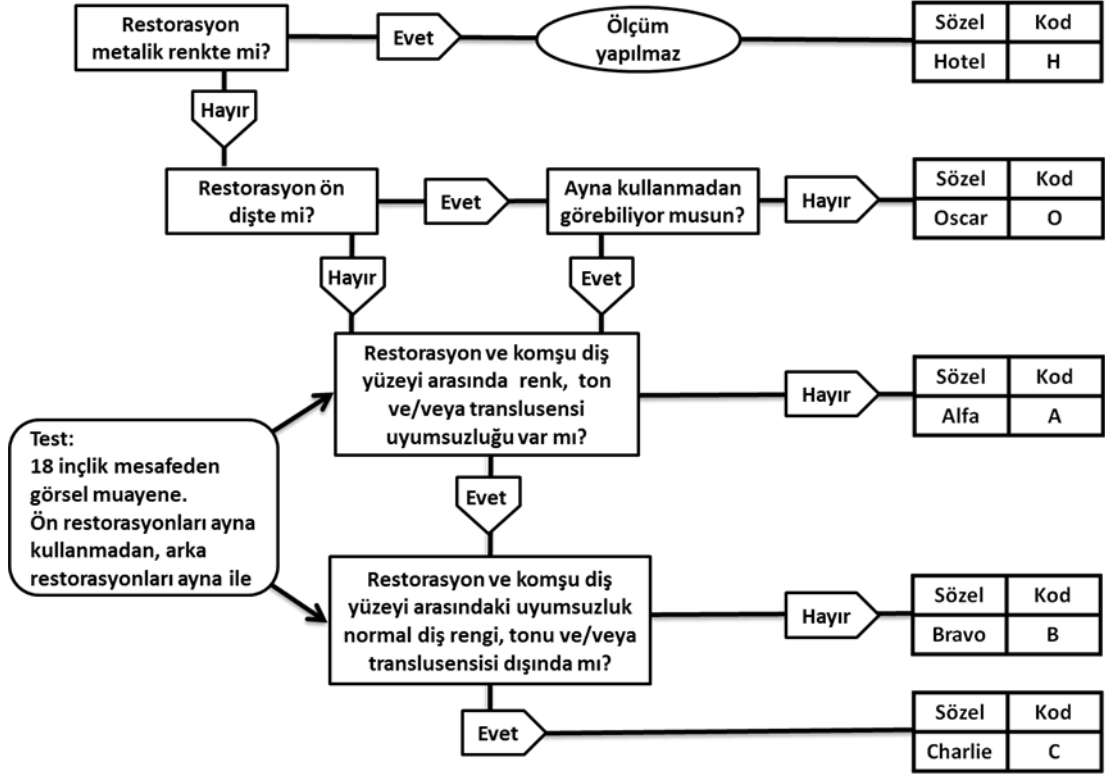 Restorasyon
metalik renkte mi?
Evet
Ölçüm
yapılmaz
Sözel Kod
Hotel H
Hayır
Restorasyon ön
dişte mi?
Evet
Ayna kullanmadan
görebiliyor musun?
Hayır
Sözel Kod
Oscar O
Hayır
Evet
Restorasyon ve komşu diş
yüzeyi arasında renk, ton
ve/veya translusensi
uyumsuzluğu var mı?
Hayır
Sözel Kod
Alfa A
Test:
18 inçlik mesafeden
görsel muayene.
Ön restorasyonları ayna
kullanmadan, arka
restorasyonları ayna ile
Evet
Restorasyon ve komşu diş
yüzeyi arasındaki uyumsuzluk
normal diş rengi, tonu ve/veya
translusensisi dışında mı?
Hayır
Sözel Kod
Bravo B
Evet
Sözel Kod
Charlie C